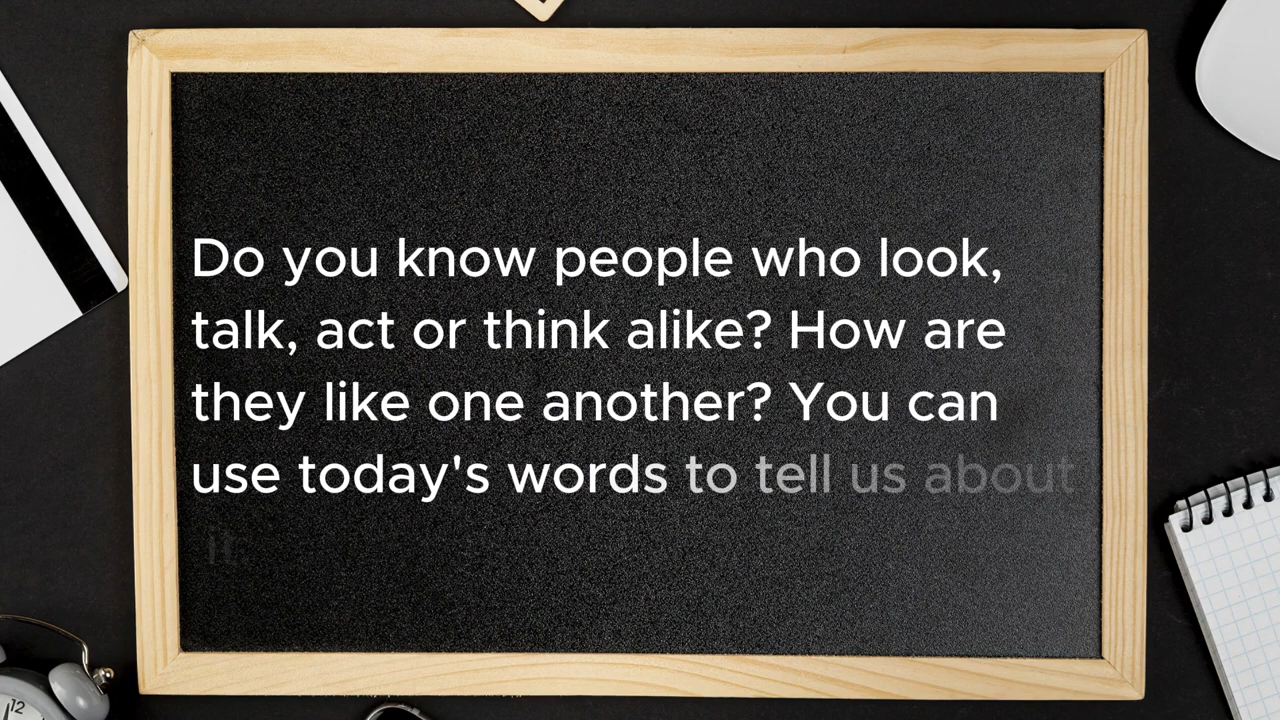 Do you know people who look,
talk, act or think alike? How are
they like one another? You can
use today's words to tell us about
it.
12